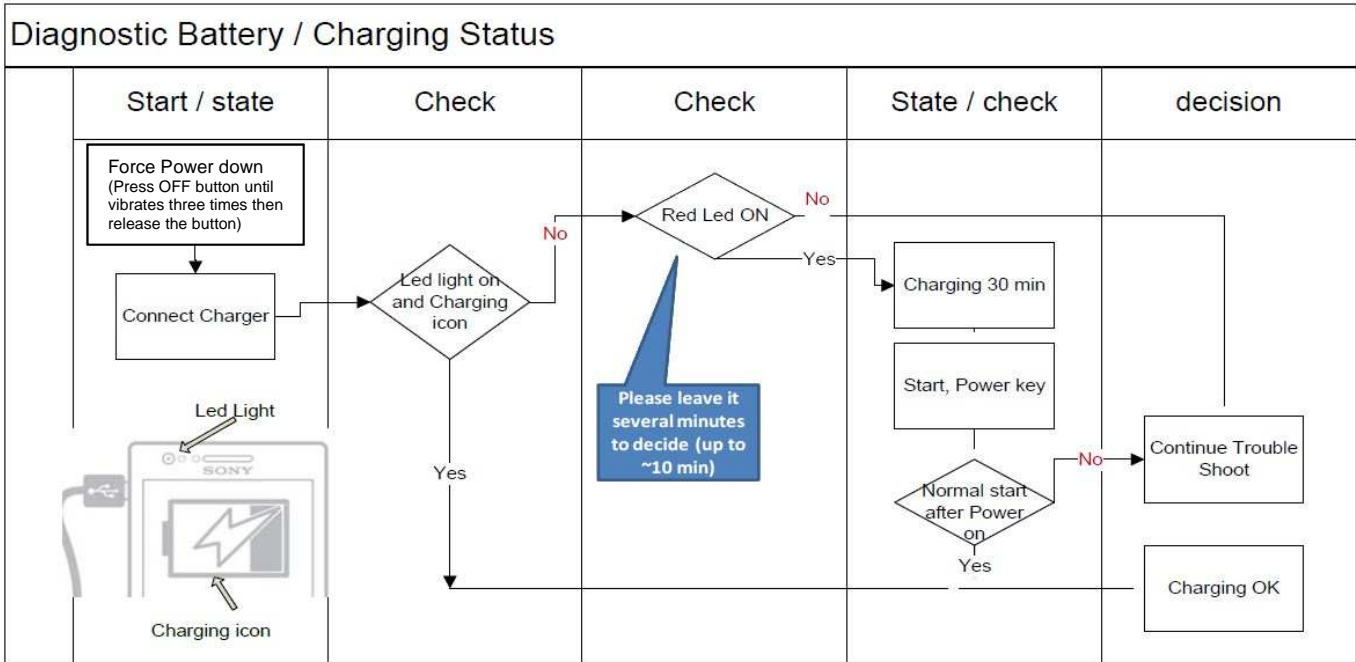 Diagnostic Battery / Charging Status
Start / state
Check
Check
State / check
decision
Force Power down
(Press OFF button until
vibrates three times then
release the button)
Connect Charger
Led light on
and Charging
icon
No
Yes
Red Led ON
No
Yes
Please leave it
several minutes
to decide (up to
~10 min)
Charging 30 min
Start, Power key
Normal start
after Power
on
No
Yes
Continue Trouble
Shoot
Charging OK
Led Light
SONY
Charging icon